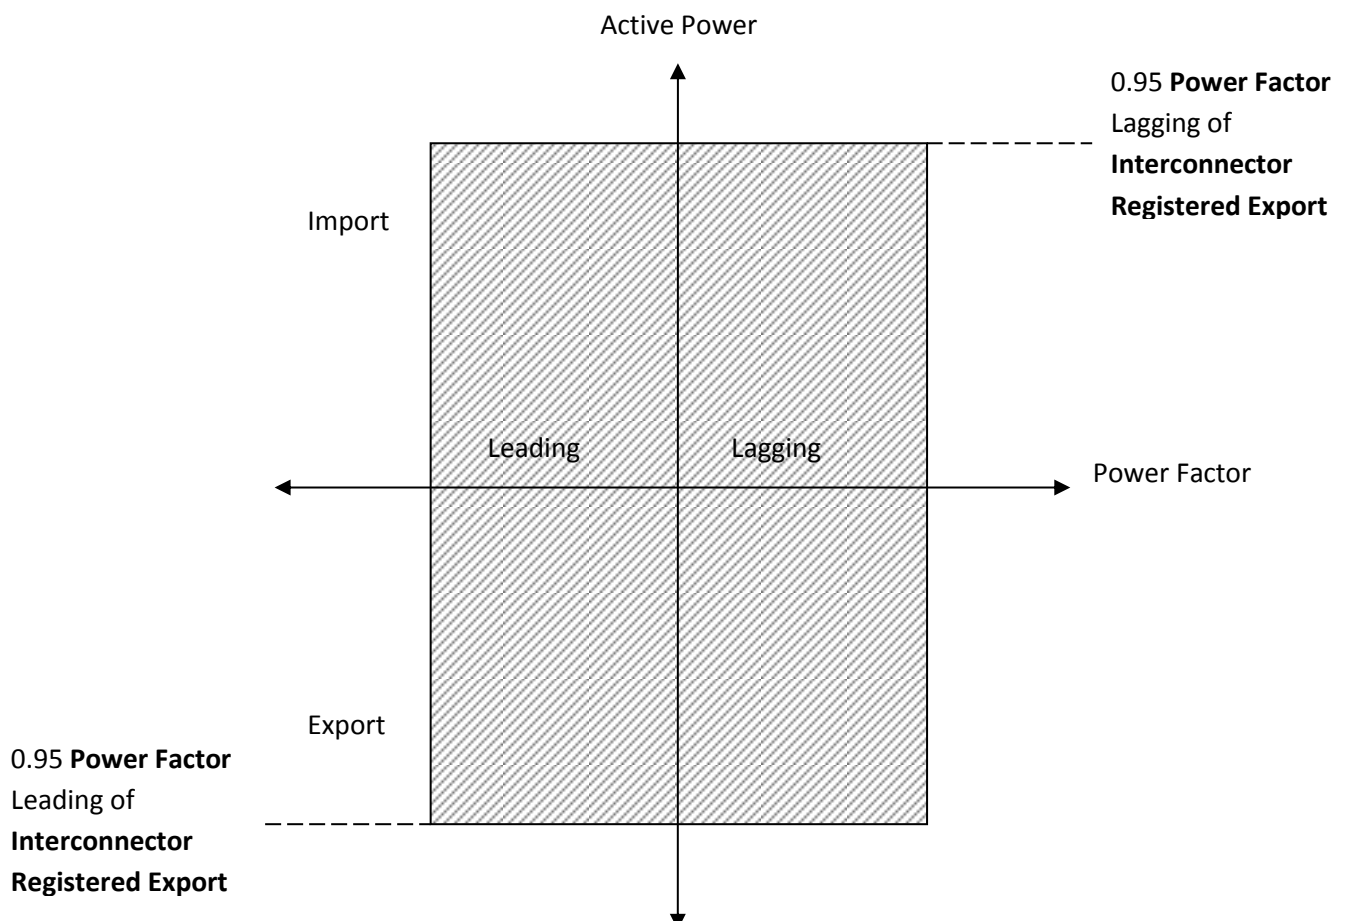 Active Power
0.95 Power Factor
Lagging of
Interconnector
Registered Export
Import
Leading
Lagging
Power Factor
Export
0.95 Power Factor
Leading of
Interconnector
Registered Export